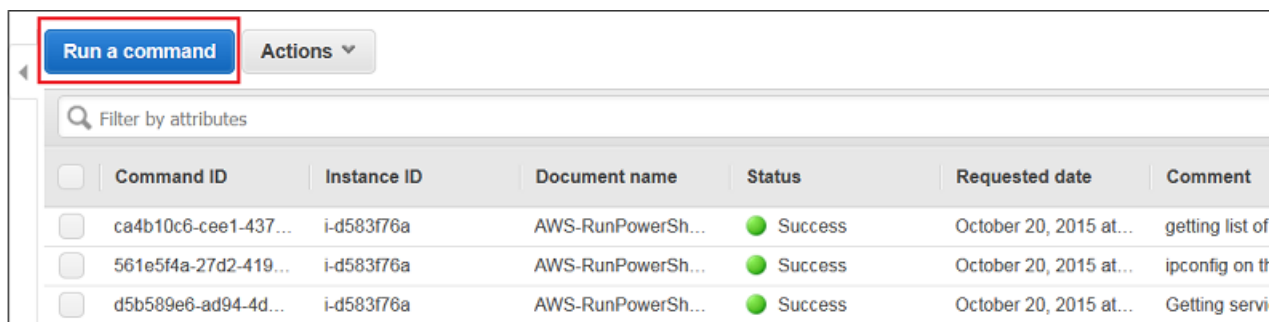 Run a command Actions
Filter by attributes
Command ID Instance ID Document name Status Requested date Comment
ca4b10c6-cee1-437... i-d583f76a AWS-RunPowerSh... Success October 20, 2015 at... getting list of
561e5f4a-27d2-419... i-d583f76a AWS-RunPowerSh... Success October 20, 2015 at... ipconfig on th
d5b589e6-ad94-4d... i-d583f76a AWS-RunPowerSh... Success October 20, 2015 at... Getting servi